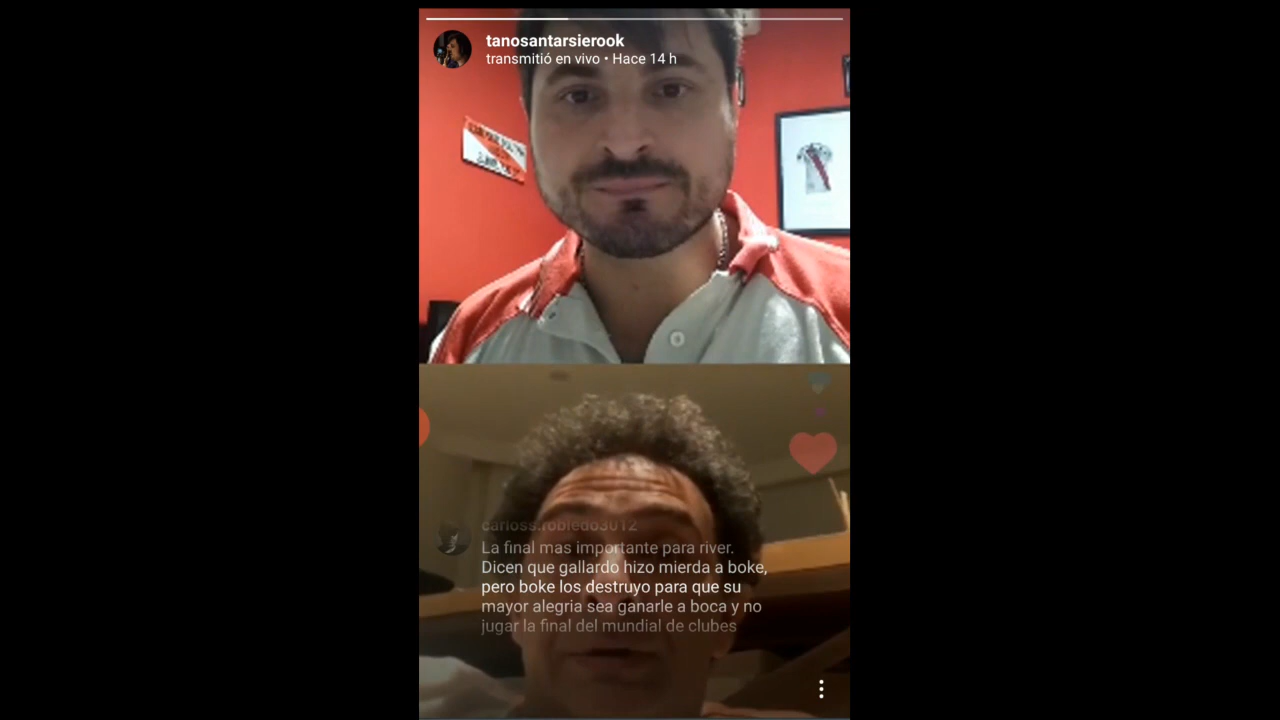 tanosantarsierook
transmitió en vivo • Hace 14 h
carloss.robledo3012
La final mas importante para river.
Dicen que gallardo hizo mierda a boke,
pero boke los destruyo para que su
mayor alegria sea ganarle a boca y no
jugar la final del mundial de clubes